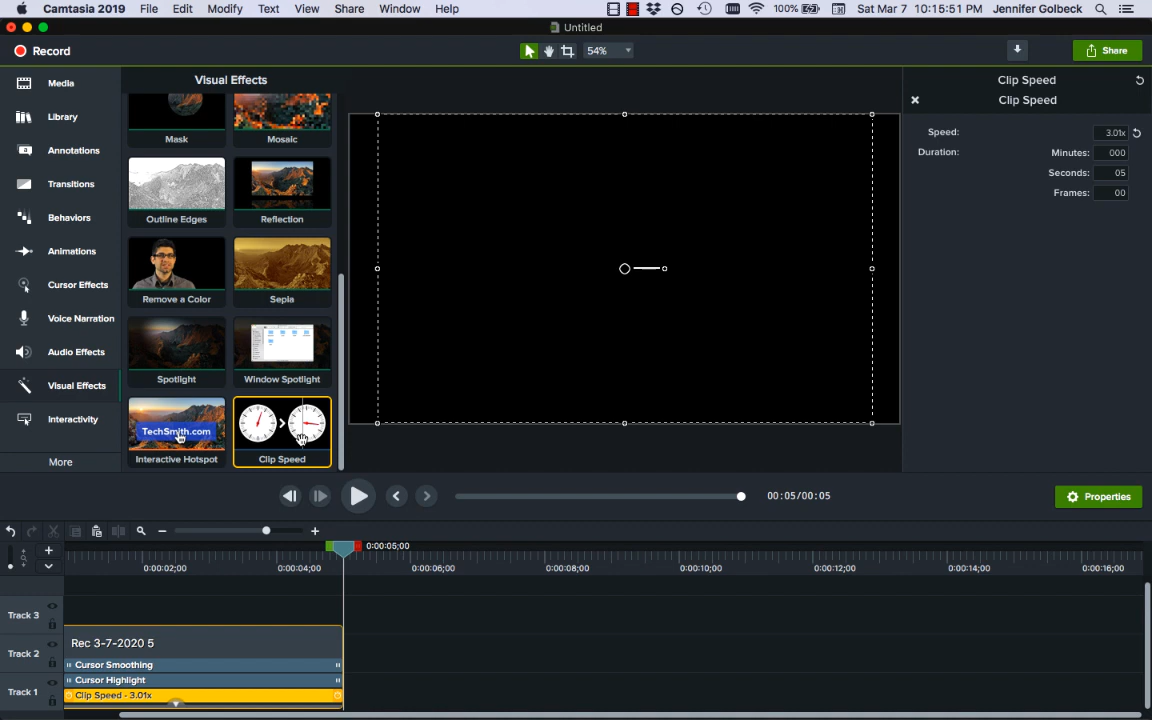 Camtasia 2019 File Edit Modify Text View Share Window Help 100% Sat Mar 7 10:15:51 PM Jennifer Golbeck
Untitled
Record 54% Share
Media
Library
Annotations
Transitions
Behaviors
Animations
Cursor Effects
Voice Narration
Audio Effects
Visual Effects
Interactivity
More
Visual Effects
Mask Mosaic
Outline Edges Reflection
Remove a Color Sepia
Spotlight Window Spotlight
TechSmith.com
Interactive Hotspot Clip Speed
Clip Speed
Clip Speed
Speed: 3.01x
Duration: Minutes: 000
Seconds: 05
Frames: 00
00:05/00:05 Properties
0:00:05;00
0:00:02;00 0:00:04;00 0:00:06;00 0:00:08;00 0:00:10;00 0:00:12;00 0:00:14;00 0:00:16;00
Track 3
Track 2 Rec 3-7-2020 5
Cursor Smoothing
Cursor Highlight
Track 1 Clip Speed - 3.01x